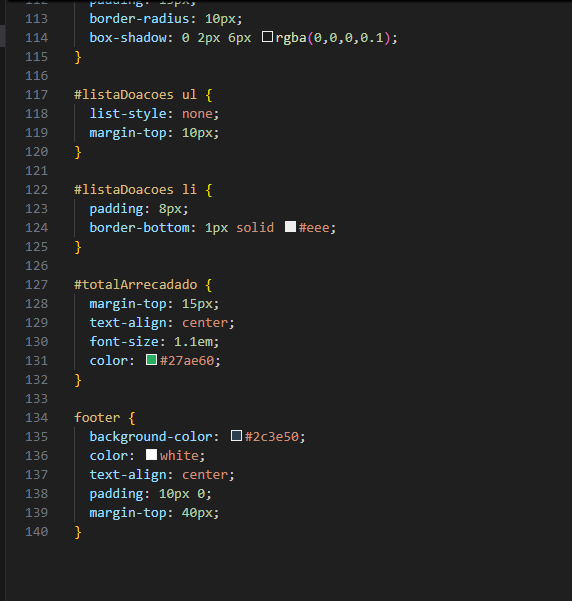 112 padding: 15px;
113 border-radius: 10px;
114 box-shadow: 0 2px 6px rgba(0,0,0,0.1);
115 }
116
117 #listaDoacoes ul {
118 list-style: none;
119 margin-top: 10px;
120 }
121
122 #listaDoacoes li {
123 padding: 8px;
124 border-bottom: 1px solid #eee;
125 }
126
127 #totalArrecadado {
128 margin-top: 15px;
129 text-align: center;
130 font-size: 1.1em;
131 color: #27ae60;
132 }
133
134 footer {
135 background-color: #2c3e50;
136 color: white;
137 text-align: center;
138 padding: 10px 0;
139 margin-top: 40px;
140 }